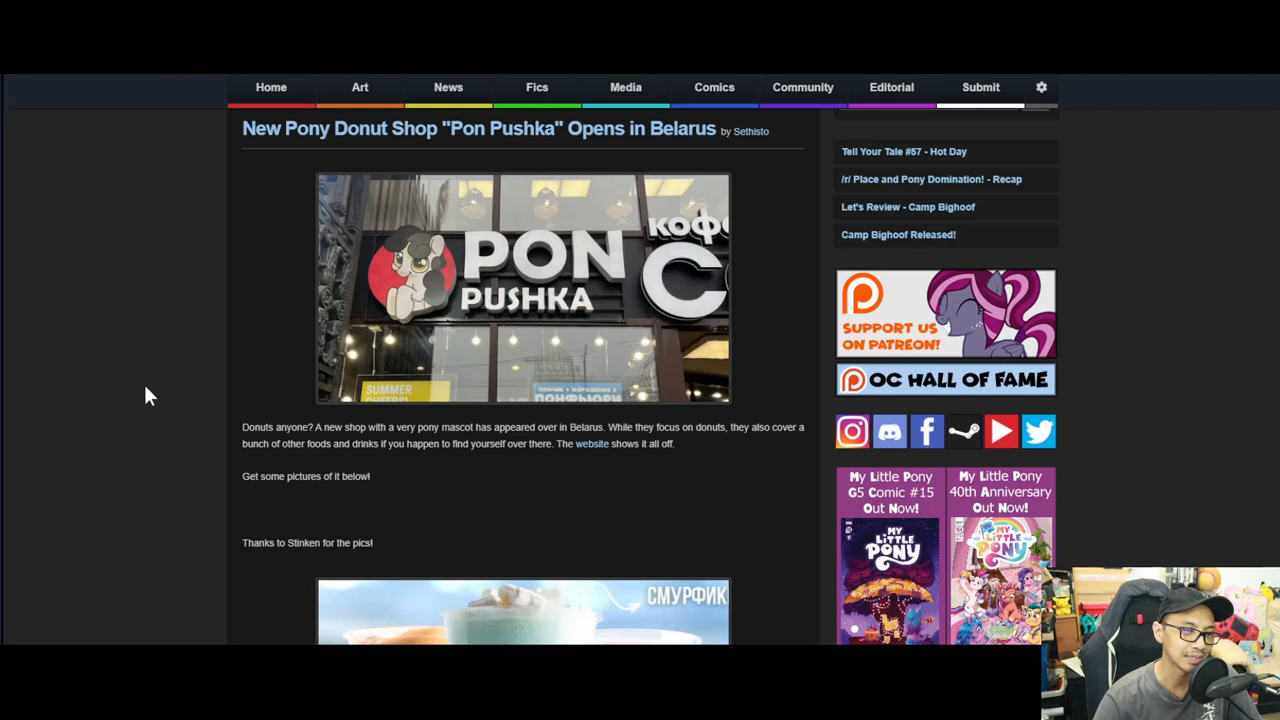 Home
Art
News
Fics
Media
Comics
Community
Editorial
Submit
New Pony Donut Shop "Pon Pushka" Opens in Belarus by Sethisto
PON
PUSHKA
КОФ
C
SUMMER
Donuts anyone? A new shop with a very pony mascot has appeared over in Belarus. While they focus on donuts, they also cover a
bunch of other foods and drinks if you happen to find yourself over there. The website shows it all off.
Get some pictures of it below!
Thanks to Stinken for the pics!
СМУРФИК
Tell Your Tale #57 - Hot Day
/r/ Place and Pony Domination! - Recap
Let's Review - Camp Bighoof
Camp Bighoof Released!
SUPPORT US
ON PATREON!
OC HALL OF FAME
My Little Pony
G5 Comic #15
Out Now!
MY
LITTLE
PONY
My Little Pony
40th Anniversary
Out Now!
MY
LITTLE
PONY